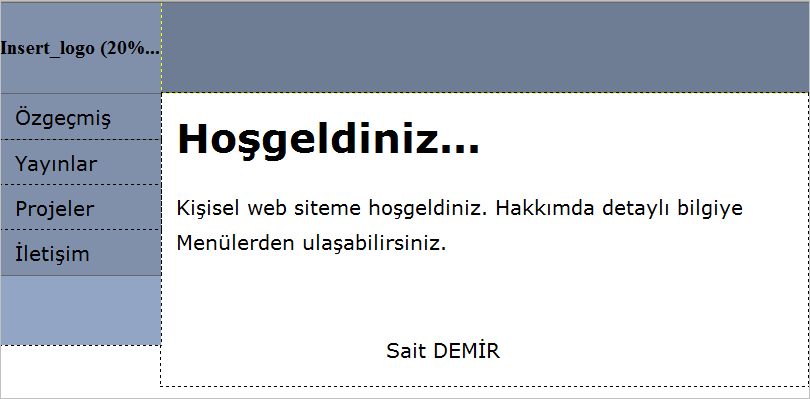 Insert_logo (20%...
Özgeçmiş
Yayınlar
Projeler
İletişim
Hoşgeldiniz...
Kişisel web siteme hoşgeldiniz. Hakkımda detaylı bilgiye
Menülerden ulaşabilirsiniz.
Sait DEMİR